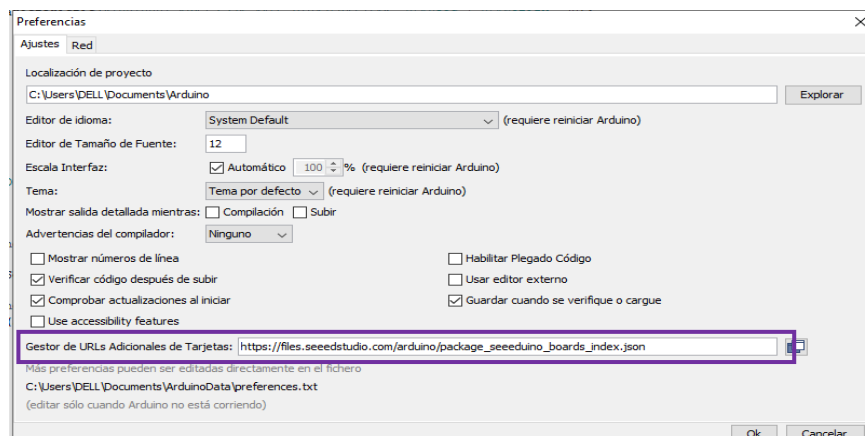 Preferencias
Ajustes Red
Localización de proyecto
C:\Users\DELL\Documents\Arduino Explorar
Editor de idioma: System Default (requiere reiniciar Arduino)
Editor de Tamaño de Fuente: 12
Escala Interfaz: Automático 100 % (requiere reiniciar Arduino)
Tema: Tema por defecto (requiere reiniciar Arduino)
Mostrar salida detallada mientras: Compilación Subir
Advertencias del compilador: Ninguno
Mostrar números de línea Habilitar Plegado Código
Verificar código después de subir Usar editor externo
Comprobar actualizaciones al iniciar Guardar cuando se verifique o cargue
Use accessibility features
Gestor de URLs Adicionales de Tarjetas: https://files.seeedstudio.com/arduino/package_seeeduino_boards_index.json
Más preferencias pueden ser editadas directamente en el fichero
C:\Users\DELL\Documents\ArduinoData\preferences.txt
(editar sólo cuando Arduino no está corriendo)
Ok Cancelar